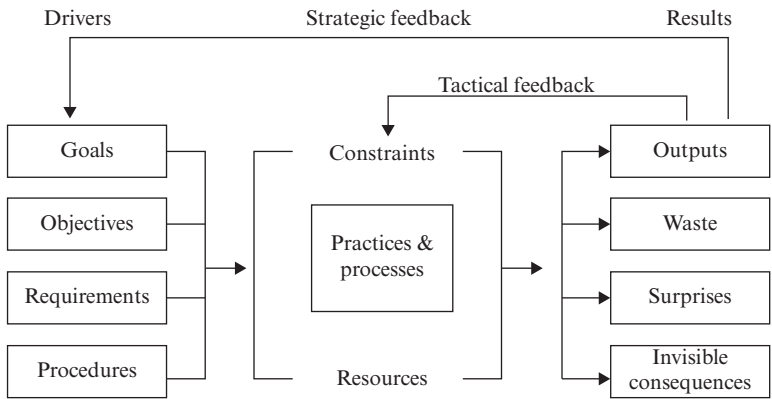 Drivers
Strategic feedback
Results
Tactical feedback
Goals
Constraints
Outputs
Objectives
Practices &
processes
Waste
Requirements
Surprises
Procedures
Resources
Invisible
consequences